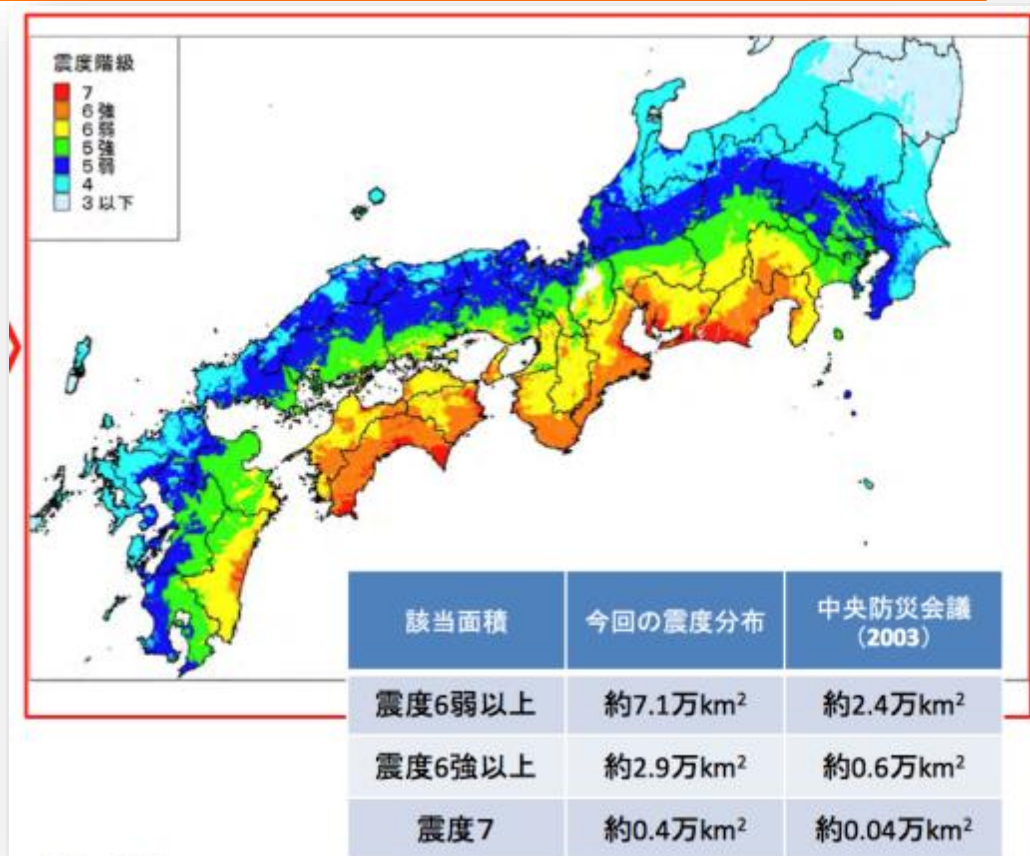 震度階級
7
6強
6弱
5強
5弱
4
3以下
該当面積 今回の震度分布 中央防災会議
(2003)
震度6弱以上 約7.1万km² 約2.4万km²
震度6強以上 約2.9万km² 約0.6万km²
震度7 約0.4万km² 約0.04万km²